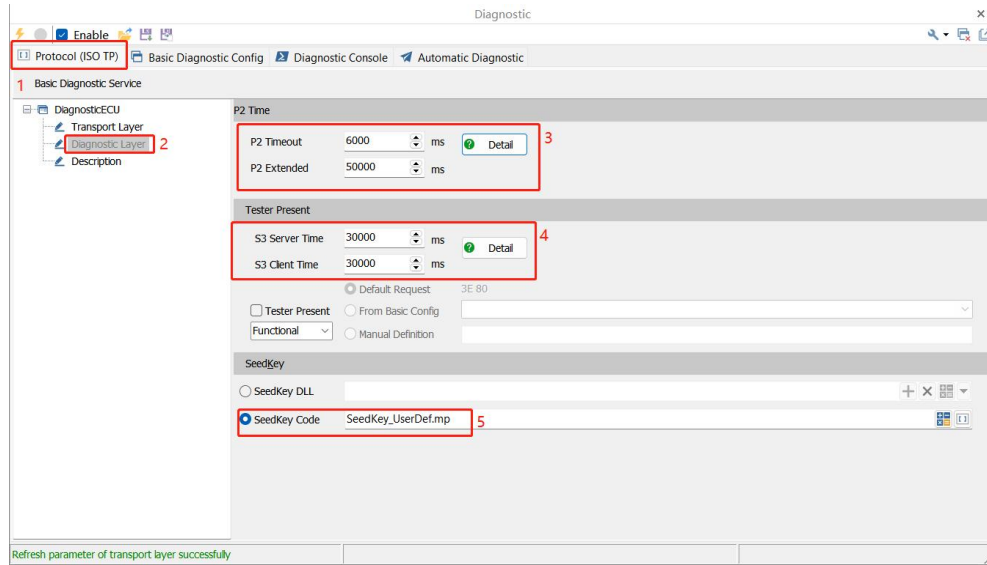 Diagnostic
Enable
Protocol (ISO TP) Basic Diagnostic Config Diagnostic Console Automatic Diagnostic
1 Basic Diagnostic Service
DiagnosticECU
Transport Layer
Diagnostic Layer 2
Description
P2 Time
P2 Timeout 6000 ms Detail 3
P2 Extended 50000 ms
Tester Present
S3 Server Time 30000 ms Detail 4
S3 Client Time 30000 ms
Default Request 3E 80
Tester Present From Basic Config
Functional Manual Definition
SeedKey
SeedKey DLL
SeedKey Code SeedKey_UserDef.mp 5
Refresh parameter of transport layer successfully